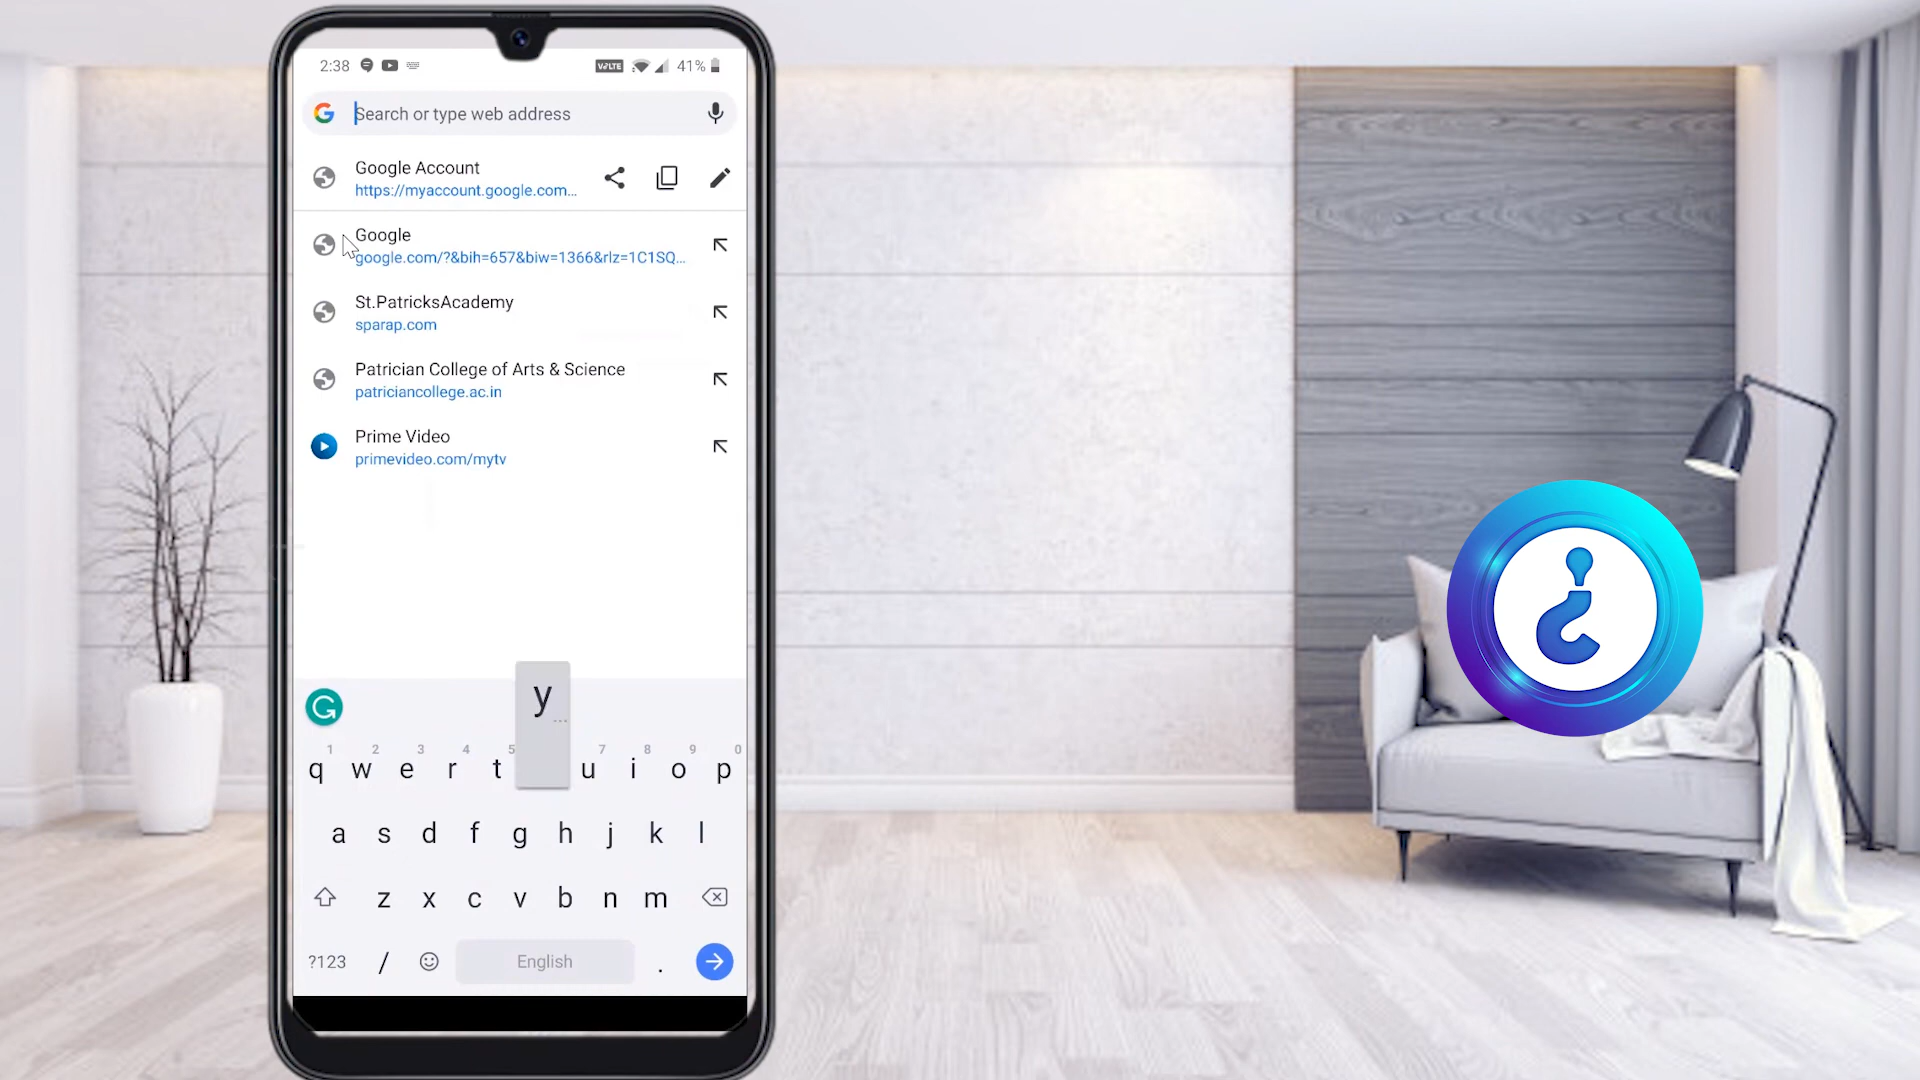 2:38 VoLTE 41%
Search or type web address
Google Account
https://myaccount.google.com...
Google
google.com/?&bih=657&biw=1366&rlz=1C1SQ...
St.PatricksAcademy
sparap.com
Patrician College of Arts & Science
patriciancollege.ac.in
Prime Video
primevideo.com/mytv
y...
1 2 3 4 5 7 8 9 0
q w e r t u i o p
a s d f g h j k l
z x c v b n m
?123 / English .